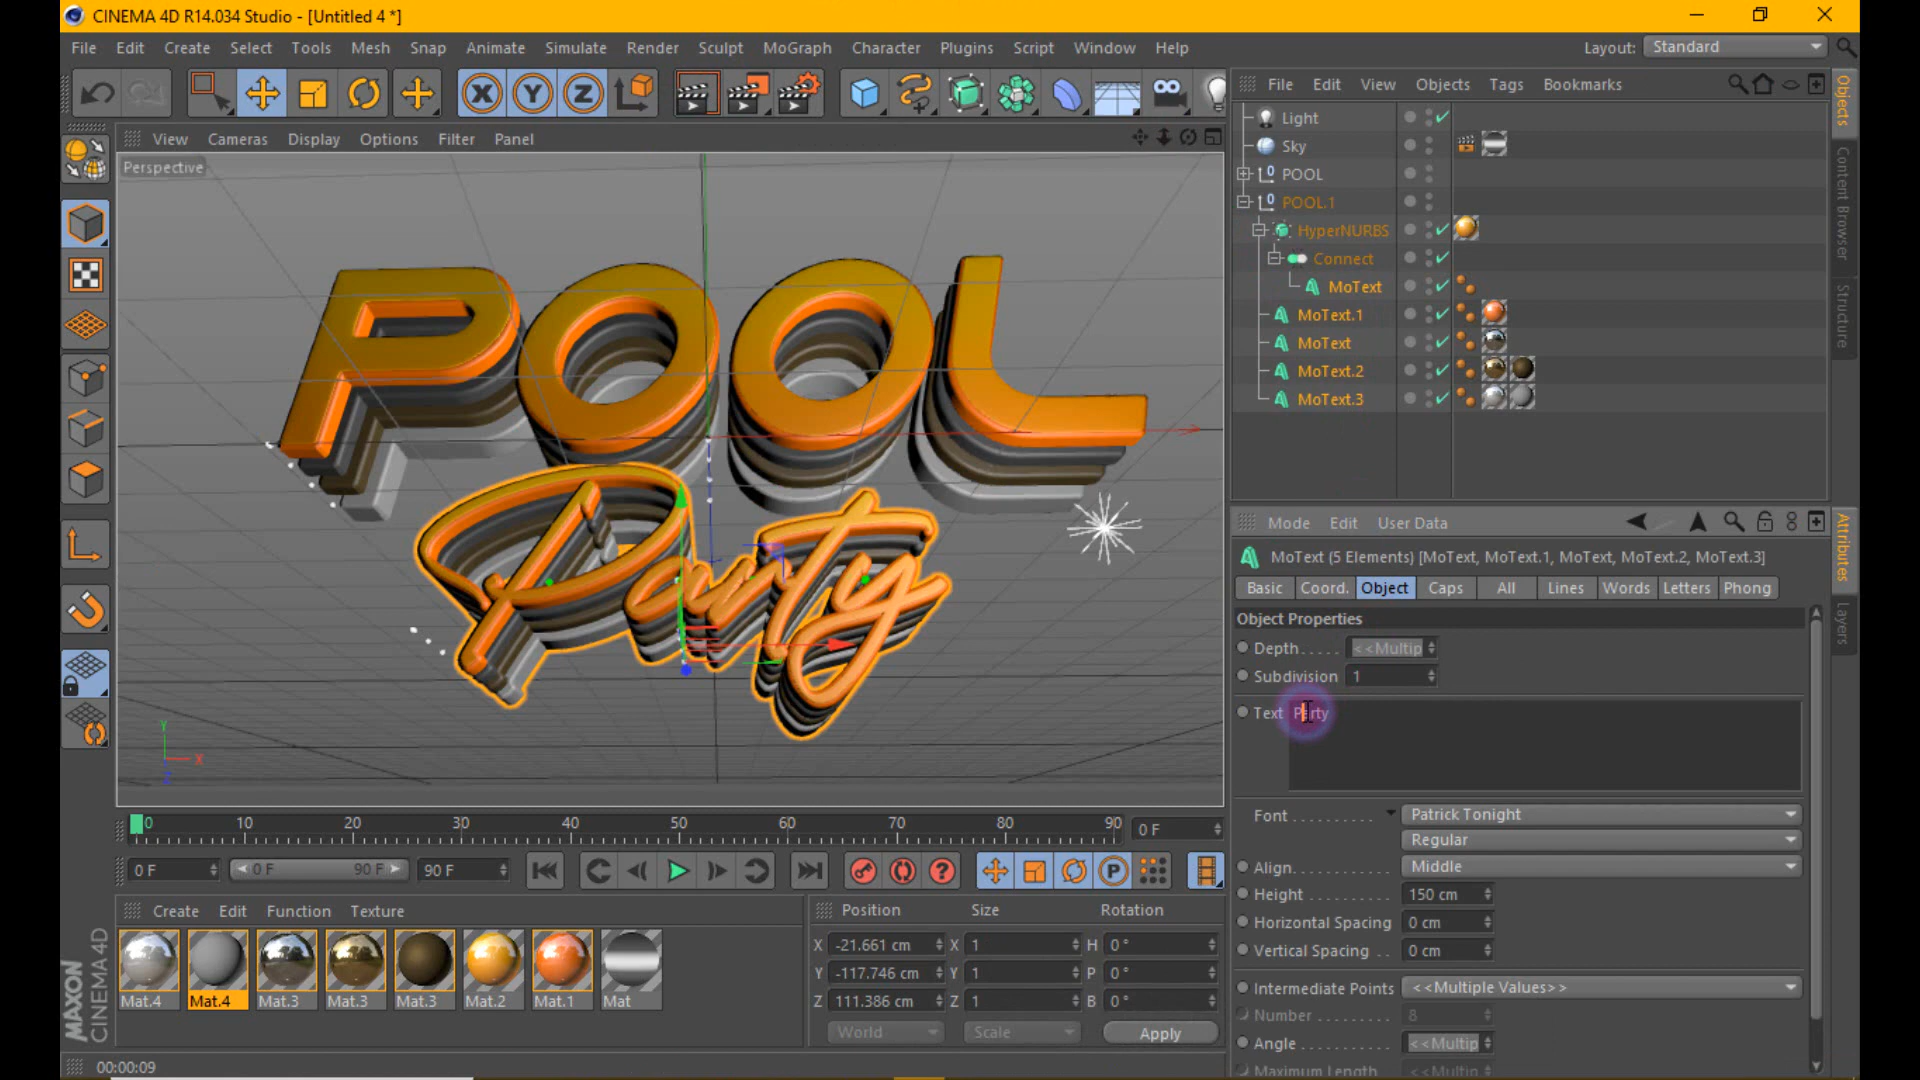 CINEMA 4D R14.034 Studio - [Untitled 4 *]
File Edit Create Select Tools Mesh Snap Animate Simulate Render Sculpt MoGraph Character Plugins Script Window Help
Layout: Standard
File Edit View Objects Tags Bookmarks
View Cameras Display Options Filter Panel
Perspective
POOL
Party
Light
Sky
POOL
POOL.1
HyperNURBS
Connect
MoText
MoText.1
MoText
MoText.2
MoText.3
Objects
Content Browser
Structure
Mode Edit User Data
MoText (5 Elements) [MoText, MoText.1, MoText, MoText.2, MoText.3]
Basic Coord. Object Caps All Lines Words Letters Phong
Object Properties
Depth. . . . . <<Multip
Subdivision 1
Text Party
Font . . . . . . . . . Patrick Tonight
Regular
Align. . . . . . . . . . . . Middle
Height . . . . . . . . . . 150 cm
Horizontal Spacing 0 cm
Vertical Spacing . . 0 cm
Intermediate Points <<Multiple Values>>
Number . . . . . . . . 8
Angle . . . . . . . . . . . <<Multip
Maximum Length <<Multip
Attributes
Layers
0 10 20 30 40 50 60 70 80 90 0 F
0 F 0 F 90 F 90 F
Create Edit Function Texture
Mat.4 Mat.4 Mat.3 Mat.3 Mat.3 Mat.2 Mat.1 Mat
MAXON
CINEMA 4D
Position Size Rotation
X -21.661 cm X 1 H 0 °
Y -117.746 cm Y 1 P 0 °
Z 111.386 cm Z 1 B 0 °
World Scale Apply
00:00:09